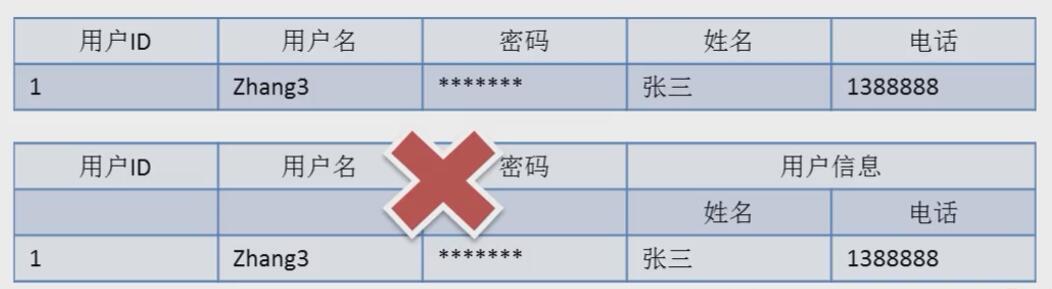 用户ID 用户名 密码 姓名 电话
1 Zhang3 ******* 张三 1388888
用户ID 用户名 密码 用户信息
姓名 电话
1 Zhang3 ******* 张三 1388888